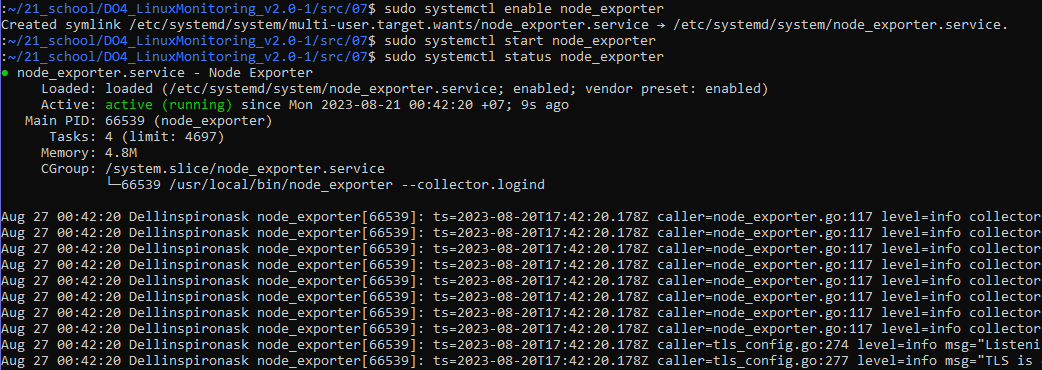 :~/21_school/DO4_LinuxMonitoring_v2.0-1/src/07$ sudo systemctl enable node_exporter
Created symlink /etc/systemd/system/multi-user.target.wants/node_exporter.service → /etc/systemd/system/node_exporter.service.
:~/21_school/DO4_LinuxMonitoring_v2.0-1/src/07$ sudo systemctl start node_exporter
:~/21_school/DO4_LinuxMonitoring_v2.0-1/src/07$ sudo systemctl status node_exporter
● node_exporter.service - Node Exporter
Loaded: loaded (/etc/systemd/system/node_exporter.service; enabled; vendor preset: enabled)
Active: active (running) since Mon 2023-08-21 00:42:20 +07; 9s ago
Main PID: 66539 (node_exporter)
Tasks: 4 (limit: 4697)
Memory: 4.8M
CGroup: /system.slice/node_exporter.service
└─66539 /usr/local/bin/node_exporter --collector.logind
Aug 27 00:42:20 Dellinspironask node_exporter[66539]: ts=2023-08-20T17:42:20.178Z caller=node_exporter.go:117 level=info collector
Aug 27 00:42:20 Dellinspironask node_exporter[66539]: ts=2023-08-20T17:42:20.178Z caller=node_exporter.go:117 level=info collector
Aug 27 00:42:20 Dellinspironask node_exporter[66539]: ts=2023-08-20T17:42:20.178Z caller=node_exporter.go:117 level=info collector
Aug 27 00:42:20 Dellinspironask node_exporter[66539]: ts=2023-08-20T17:42:20.178Z caller=node_exporter.go:117 level=info collector
Aug 27 00:42:20 Dellinspironask node_exporter[66539]: ts=2023-08-20T17:42:20.178Z caller=node_exporter.go:117 level=info collector
Aug 27 00:42:20 Dellinspironask node_exporter[66539]: ts=2023-08-20T17:42:20.178Z caller=node_exporter.go:117 level=info collector
Aug 27 00:42:20 Dellinspironask node_exporter[66539]: ts=2023-08-20T17:42:20.178Z caller=node_exporter.go:117 level=info collector
Aug 27 00:42:20 Dellinspironask node_exporter[66539]: ts=2023-08-20T17:42:20.178Z caller=node_exporter.go:117 level=info collector
Aug 27 00:42:20 Dellinspironask node_exporter[66539]: ts=2023-08-20T17:42:20.178Z caller=tls_config.go:274 level=info msg="Listeni
Aug 27 00:42:20 Dellinspironask node_exporter[66539]: ts=2023-08-20T17:42:20.178Z caller=tls_config.go:277 level=info msg="TLS is